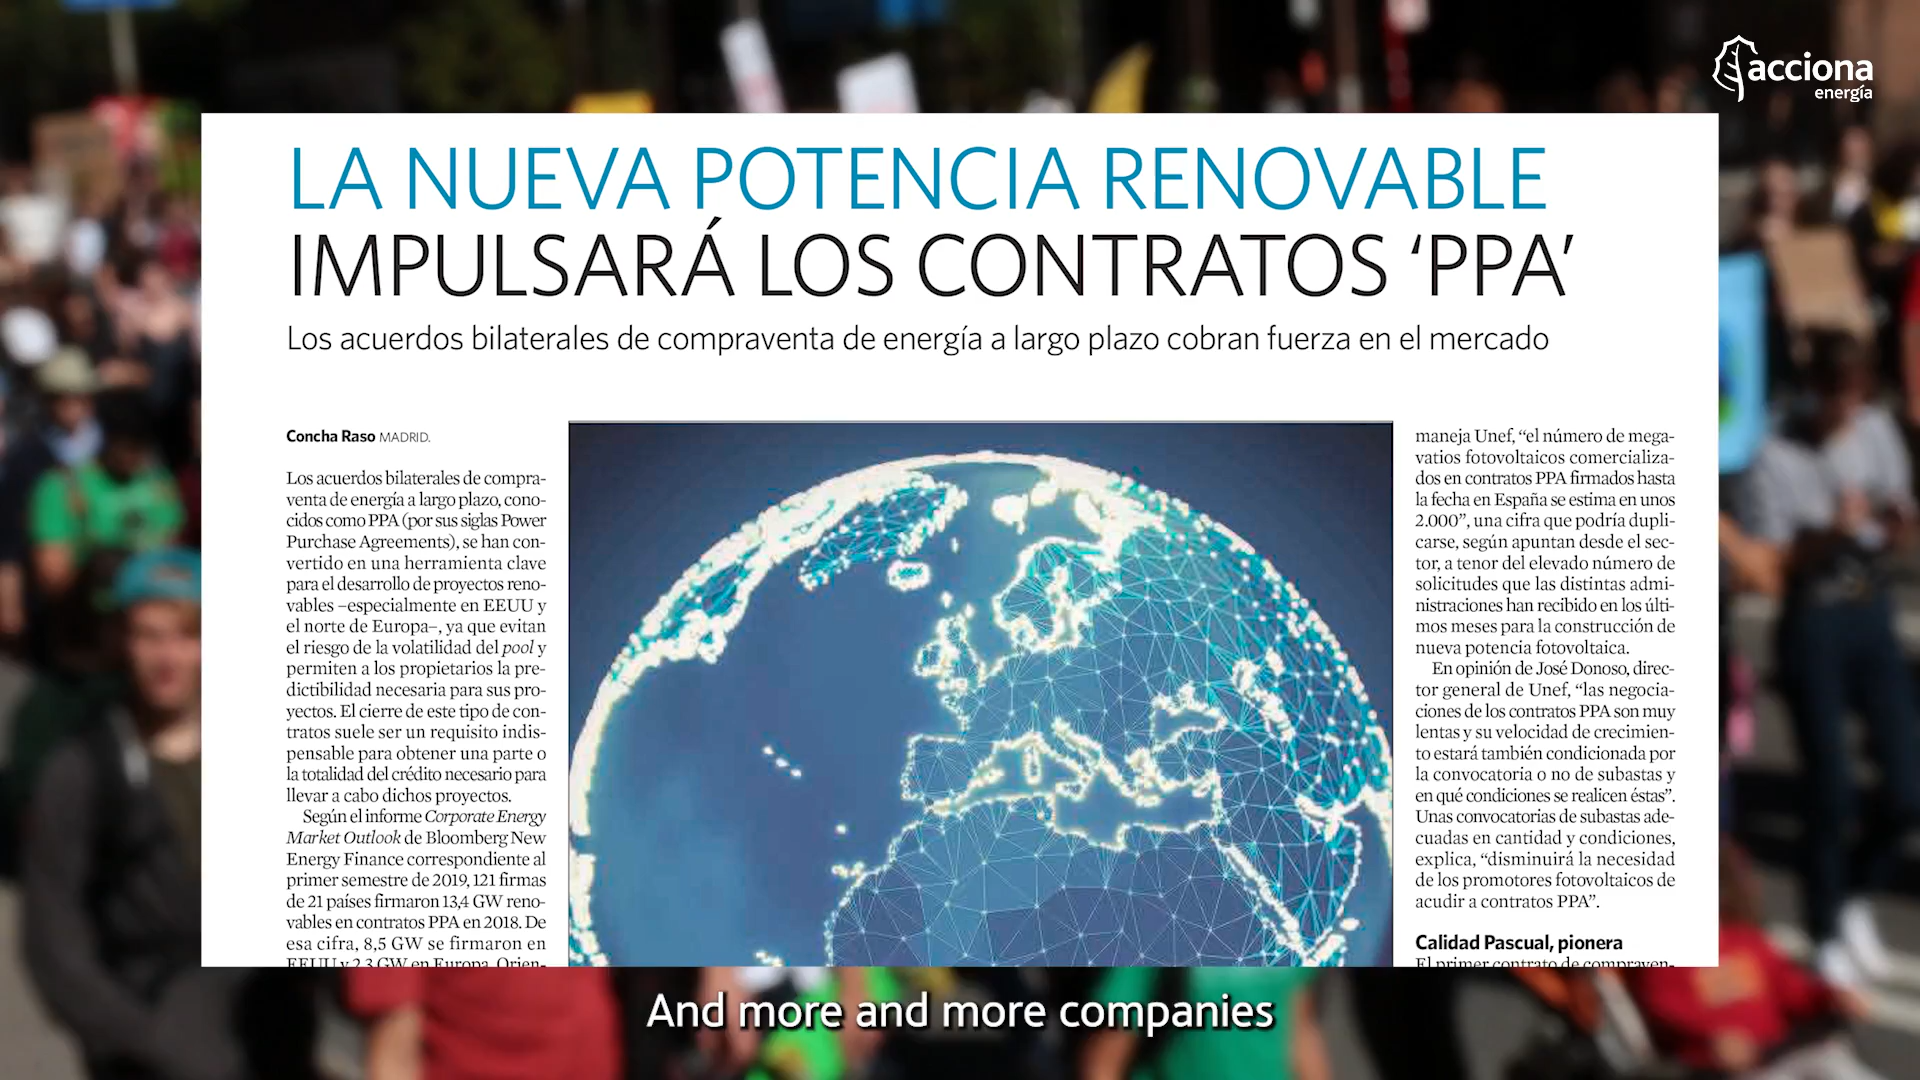 acciona
energía
LA NUEVA POTENCIA RENOVABLE
IMPULSARÁ LOS CONTRATOS ‘PPA’
Los acuerdos bilaterales de compraventa de energía a largo plazo cobran fuerza en el mercado
Concha Raso MADRID.
Los acuerdos bilaterales de compra-
venta de energía a largo plazo, cono-
cidos como PPA (por sus siglas Power
Purchase Agreements), se han con-
vertido en una herramienta clave
para el desarrollo de proyectos reno-
vables –especialmente en EEUU y
el norte de Europa–, ya que evitan
el riesgo de la volatilidad del pool y
permiten a los propietarios la pre-
dictibilidad necesaria para sus pro-
yectos. El cierre de este tipo de con-
tratos suele ser un requisito indis-
pensable para obtener una parte o
la totalidad del crédito necesario para
llevar a cabo dichos proyectos.
Según el informe Corporate Energy
Market Outlook de Bloomberg New
Energy Finance correspondiente al
primer semestre de 2019, 121 firmas
de 21 países firmaron 13,4 GW reno-
vables en contratos PPA en 2018. De
esa cifra, 8,5 GW se firmaron en
EEUU y 2,3 GW en Europa, Orien-
maneja Unef, “el número de mega-
vatios fotovoltaicos comercializa-
dos en contratos PPA firmados hasta
la fecha en España se estima en unos
2.000”, una cifra que podría dupli-
carse, según apuntan desde el sec-
tor, a tenor del elevado número de
solicitudes que las distintas admi-
nistraciones han recibido en los últi-
mos meses para la construcción de
nueva potencia fotovoltaica.
En opinión de José Donoso, direc-
tor general de Unef, “las negocia-
ciones de los contratos PPA son muy
lentas y su velocidad de crecimien-
to estará también condicionada por
la convocatoria o no de subastas y
en qué condiciones se realicen éstas”.
Unas convocatorias de subastas ade-
cuadas en cantidad y condiciones,
explica, “disminuirá la necesidad
de los promotores fotovoltaicos de
acudir a contratos PPA”.
Calidad Pascual, pionera
El primer contrato de compraven-
And more and more companies